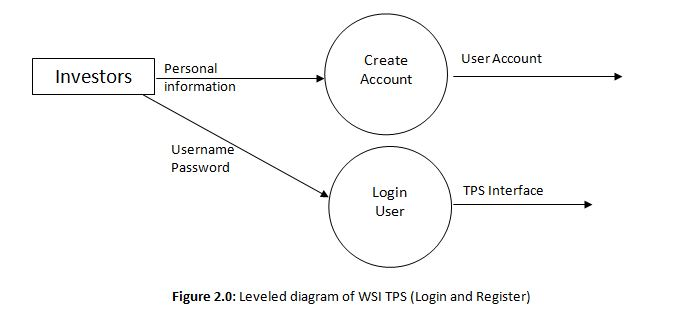 Investors
Personal
information
Create
Account
User Account
Username
Password
Login
User
TPS Interface
Figure 2.0: Leveled diagram of WSI TPS (Login and Register)